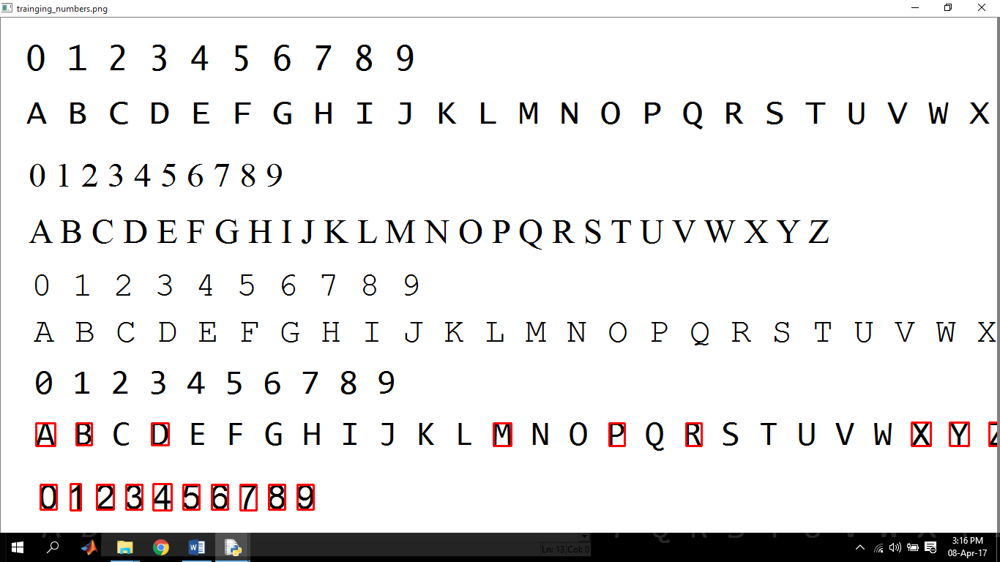 trainging_numbers.png
0 1 2 3 4 5 6 7 8 9
A B C D E F G H I J K L M N O P Q R S T U V W X
0 1 2 3 4 5 6 7 8 9
A B C D E F G H I J K L M N O P Q R S T U V W X Y Z
0 1 2 3 4 5 6 7 8 9
A B C D E F G H I J K L M N O P Q R S T U V W X
0 1 2 3 4 5 6 7 8 9
A B C D E F G H I J K L M N O P Q R S T U V W X Y Z
0 1 2 3 4 5 6 7 8 9
Ln: 13 Col: 0
3:16 PM
08-Apr-17